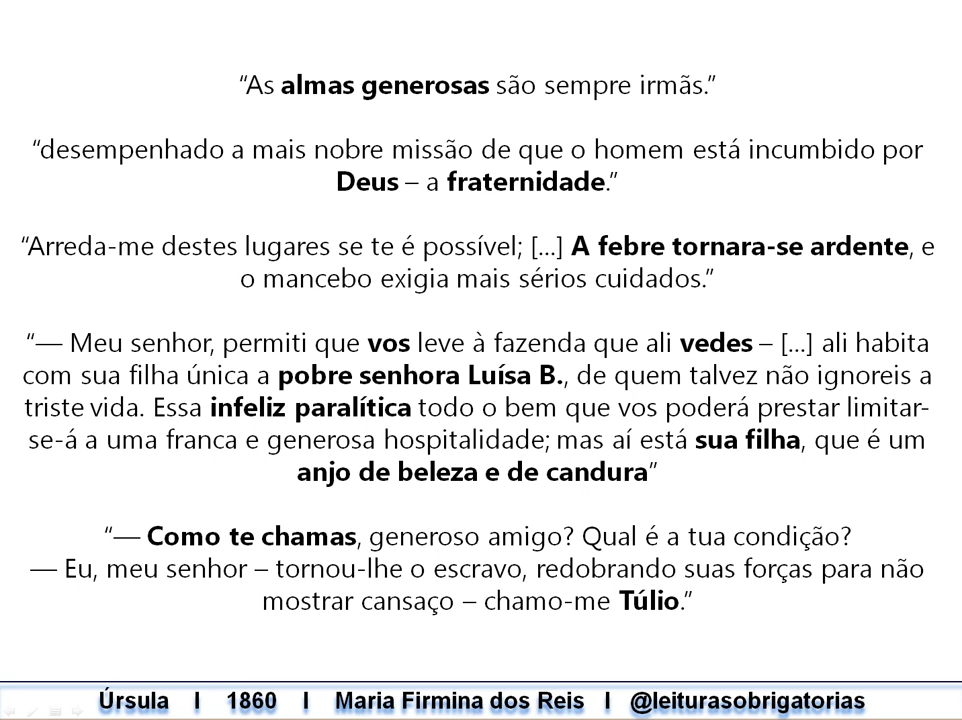 “As almas generosas são sempre irmãs.”
“desempenhado a mais nobre missão de que o homem está incumbido por
Deus – a fraternidade.”
“Arreda-me destes lugares se te é possível; [...] A febre tornara-se ardente, e
o mancebo exigia mais sérios cuidados.”
“— Meu senhor, permiti que vos leve à fazenda que ali vedes – [...] ali habita
com sua filha única a pobre senhora Luísa B., de quem talvez não ignoreis a
triste vida. Essa infeliz paralítica todo o bem que vos poderá prestar limitar-
se-á a uma franca e generosa hospitalidade; mas aí está sua filha, que é um
anjo de beleza e de candura”
“— Como te chamas, generoso amigo? Qual é a tua condição?
— Eu, meu senhor – tornou-lhe o escravo, redobrando suas forças para não
mostrar cansaço – chamo-me Túlio.”
Úrsula I 1860 I Maria Firmina dos Reis I @leiturasobrigatorias